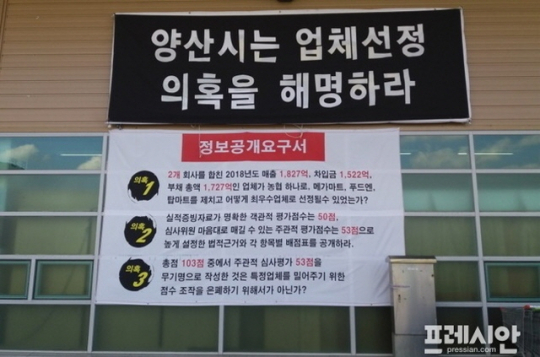 양산시는 업체선정
의혹을 해명하라
정보공개요구서
의혹 1
2개 회사를 합친 2018년도 매출 1,827억, 차입금 1,522억,
부채 총액 1,727억인 업체가 농협 하나로, 메가마트, 푸드엔,
탑마트를 제치고 어떻게 최우수업체로 선정될수 있었는가?
의혹 2
실적증빙자료가 명확한 객관적 평가점수는 50점,
심사위원 마음대로 매길수 있는 주관적 평가점수는 53점으로
높게 설정한 법적근거와 각 항목별 배점표를 공개하라.
의혹 3
총점 103점 중에서 주관적 심사평가 53점을
무기명으로 작성한 것은 특정업체를 밀어주기 위한
점수 조작을 은폐하기 위해서가 아닌가?
프레시안
pressian.com